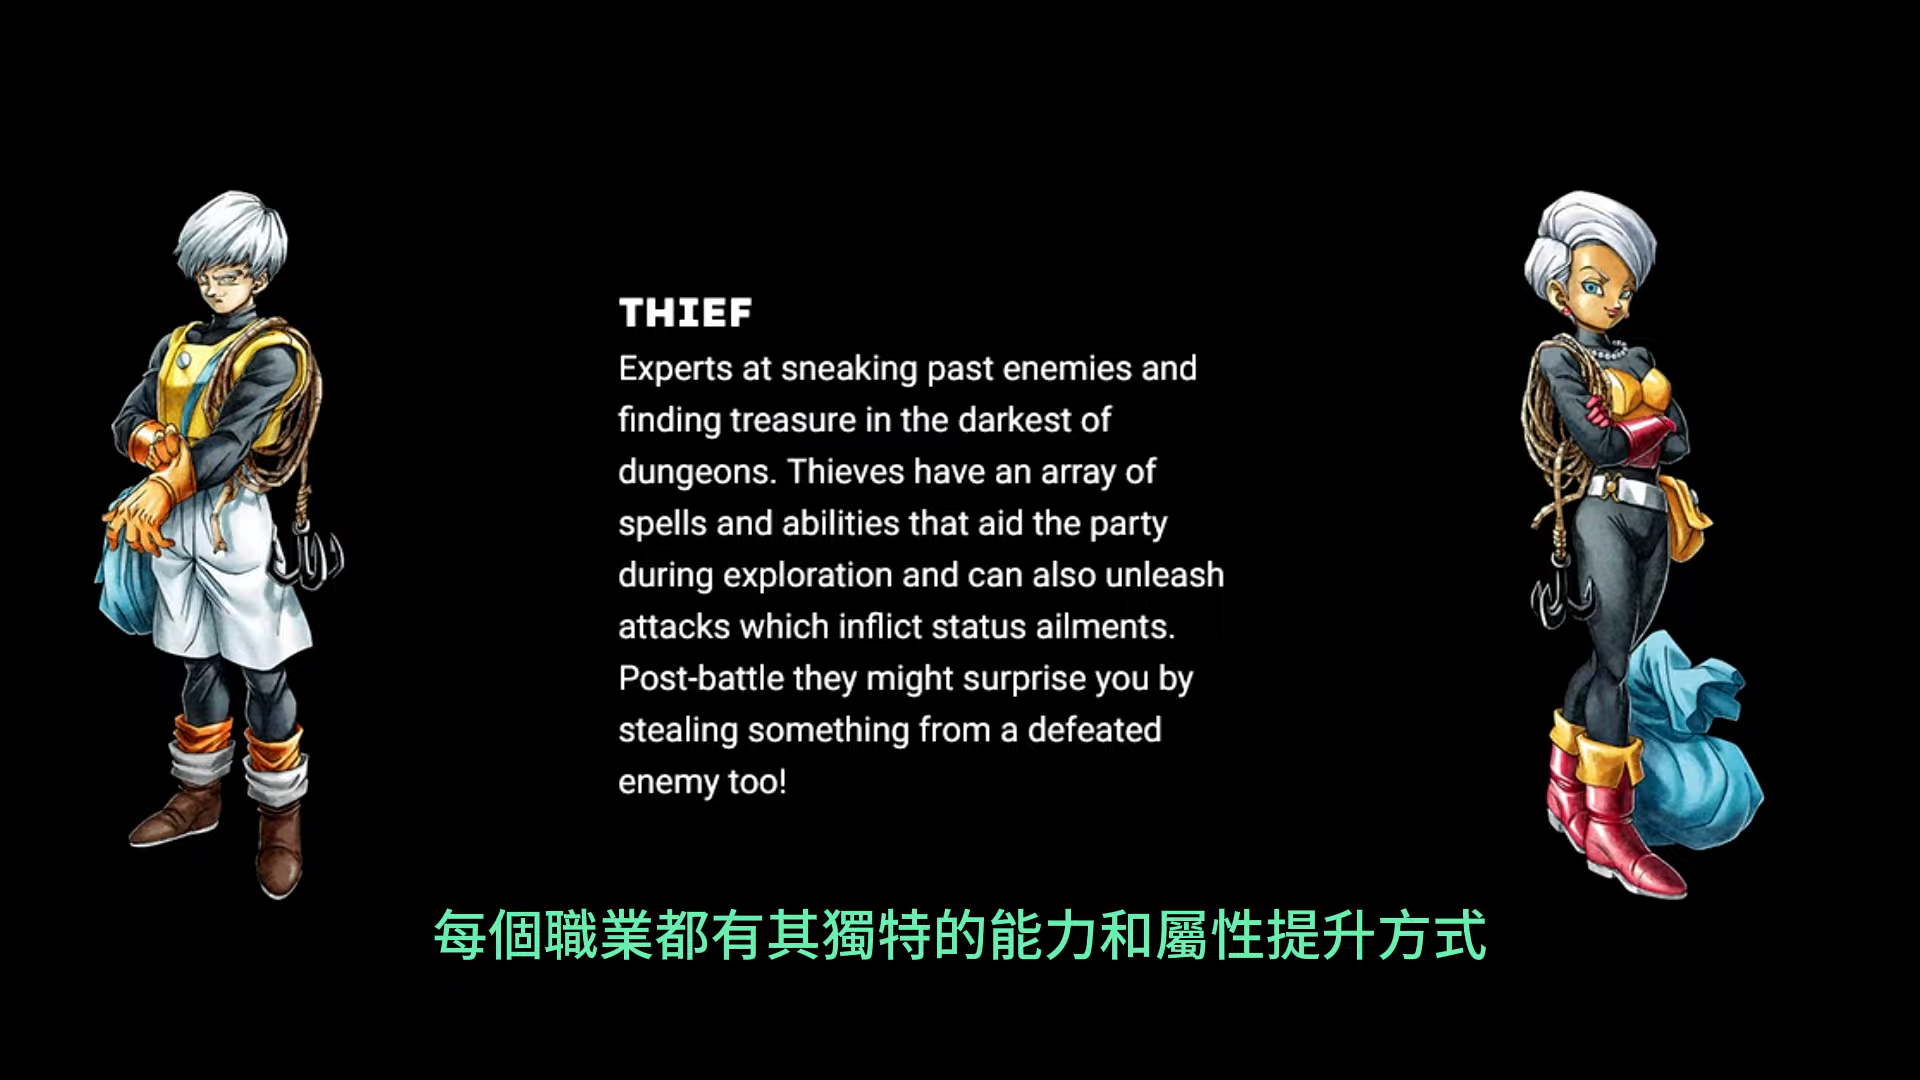 THIEF
Experts at sneaking past enemies and
finding treasure in the darkest of
dungeons. Thieves have an array of
spells and abilities that aid the party
during exploration and can also unleash
attacks which inflict status ailments.
Post-battle they might surprise you by
stealing something from a defeated
enemy too!
每個職業都有其獨特的能力和屬性提升方式